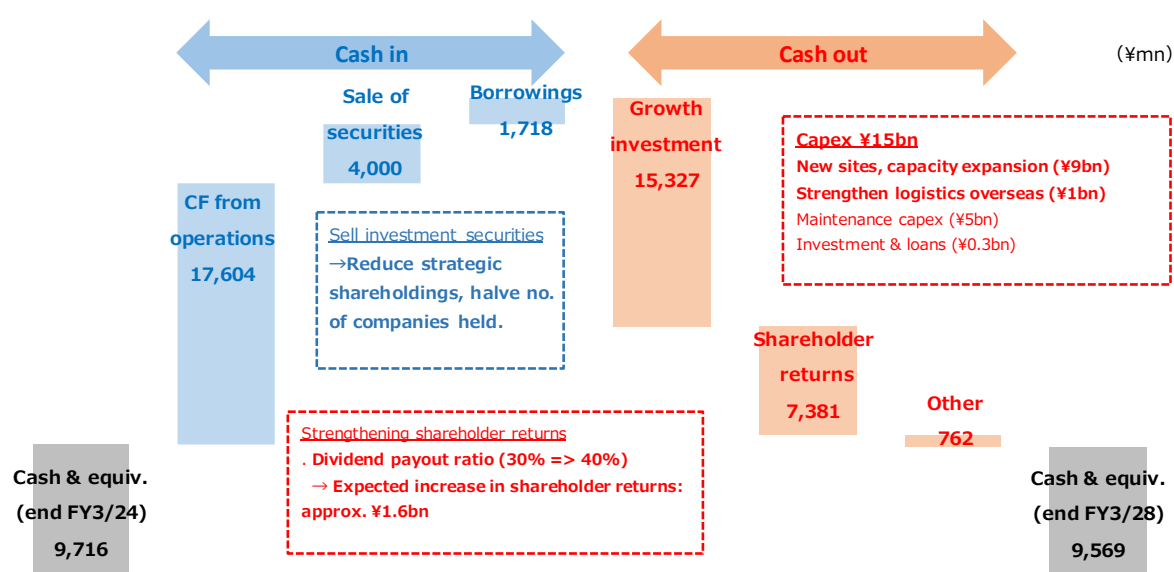 Cash in
Cash out
（¥mn）
Sale of
securities
4,000
Borrowings
1,718
Growth
investment
15,327
Capex ¥15bn
New sites, capacity expansion (¥9bn)
Strengthen logistics overseas (¥1bn)
Maintenance capex (¥5bn)
Investment & loans (¥0.3bn)
CF from
operations
17,604
Sell investment securities
→Reduce strategic
shareholdings, halve no.
of companies held.
Shareholder
returns
7,381
Other
762
Strengthening shareholder returns
. Dividend payout ratio (30% => 40%)
→ Expected increase in shareholder returns:
approx. ¥1.6bn
Cash & equiv.
(end FY3/24)
9,716
Cash & equiv.
(end FY3/28)
9,569